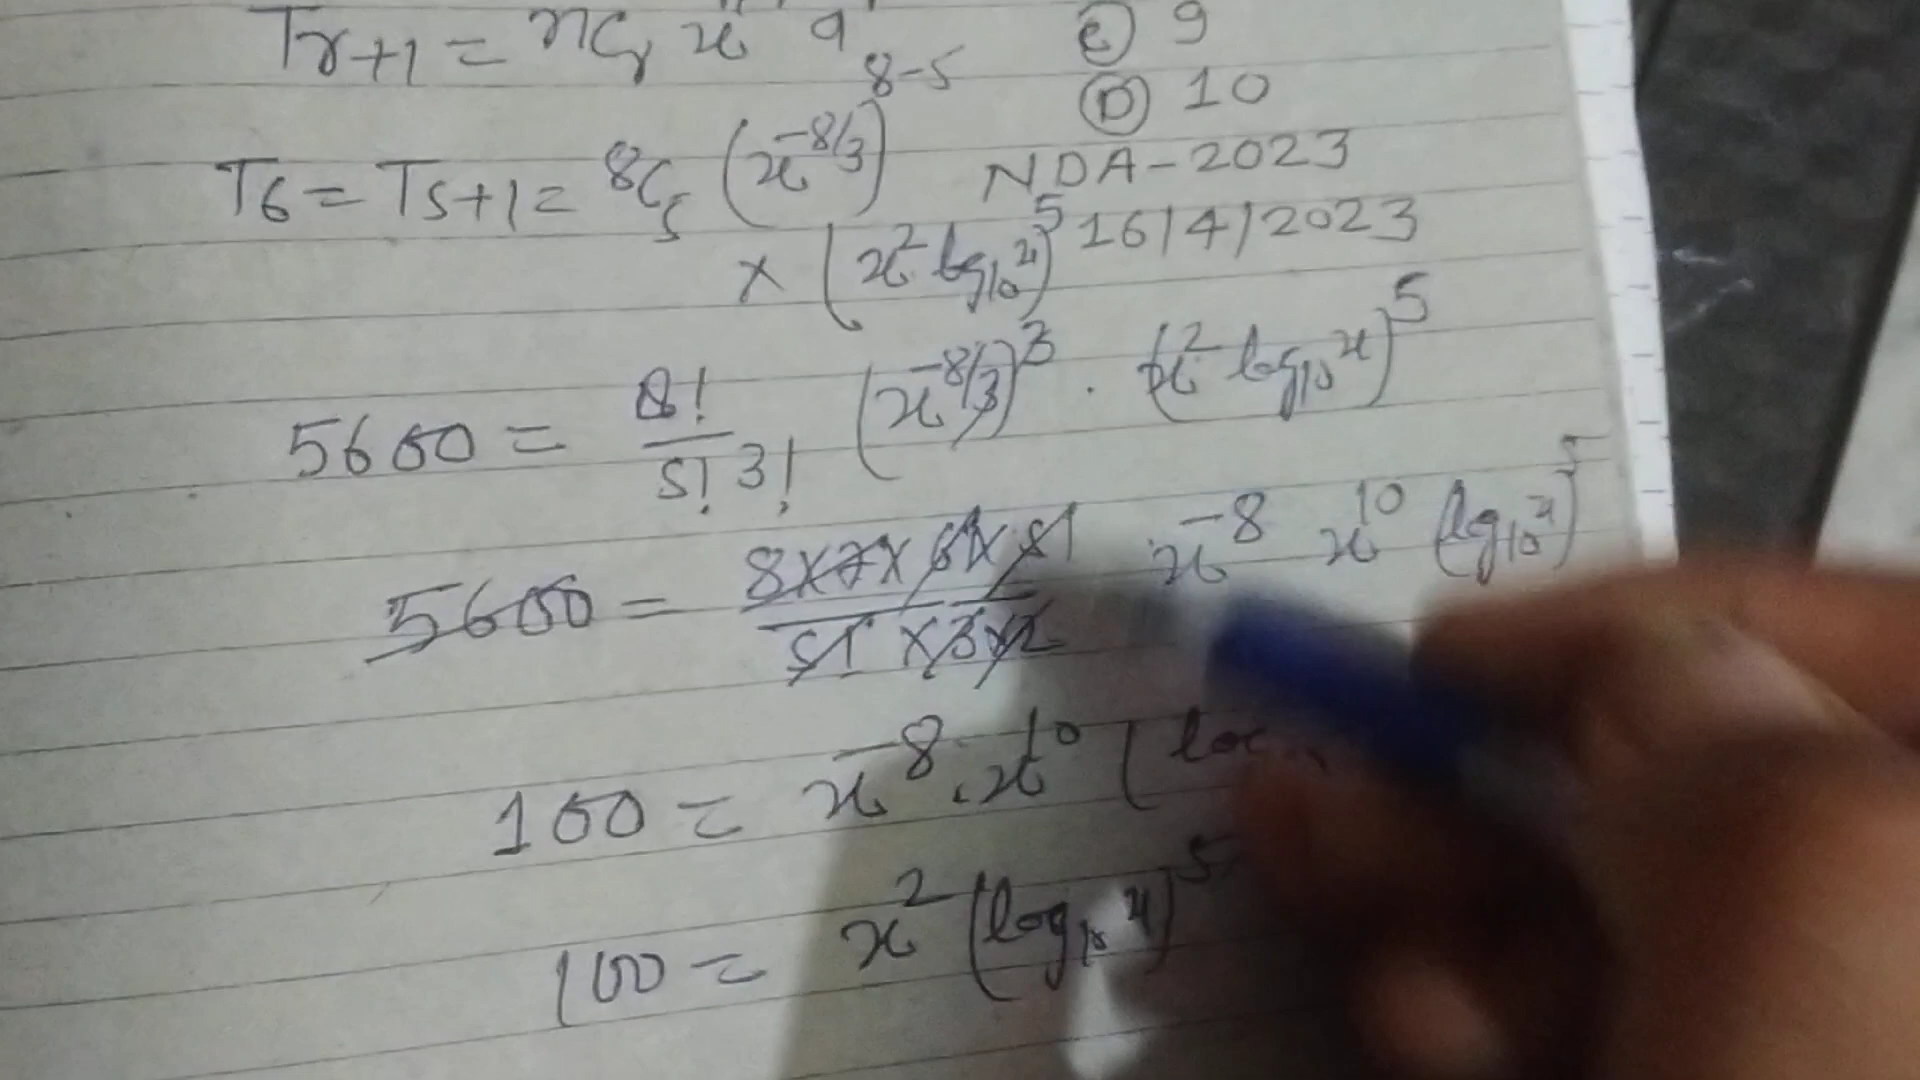 Tr+1 = nCr x a
Ⓒ 9
Ⓓ 10
T6 = T5+1 = 8C5 (x^-8/3)^8-5
NDA-2023
× (x^2 log10 x)^5
16/4/2023
5600 = 8!/5! 3! (x^-8/3)^3 . (x^2 log10 x)^5
5600 = 8×7×6×5!/5!×3×2 x^-8 x^10 (log10 x)^5
100 = x^-8 . x^10 (
100 = x^2 (log10 x)^5